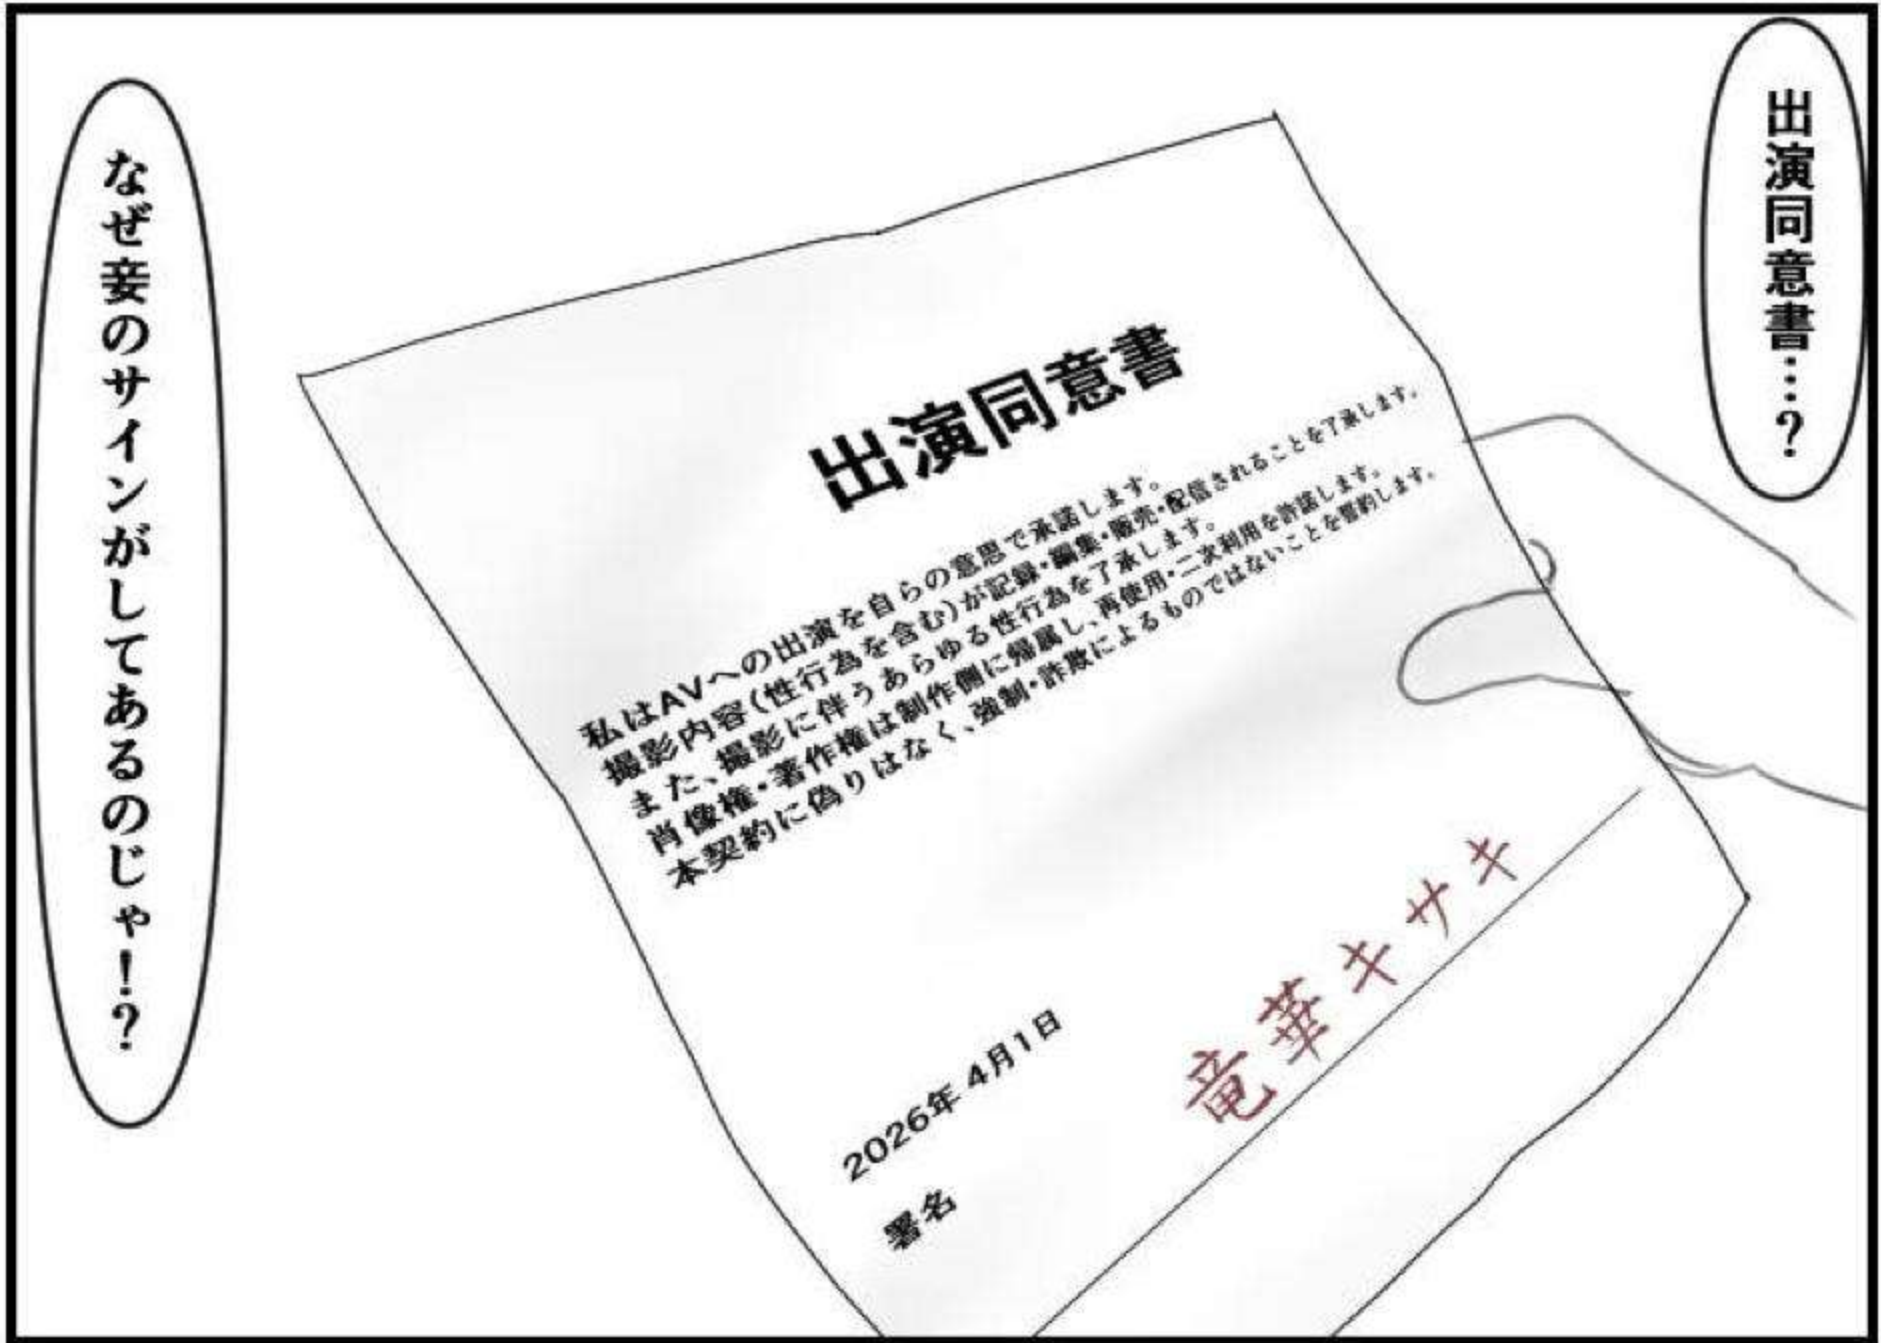 出演同意書…?
出演同意書
私はAVへの出演を自らの意思で承諾します。
撮影内容(性行為を含む)が記録・編集・販売・配信されることを了承します。
また、撮影に伴うあらゆる性行為を了承します。
肖像権・著作権は制作側に帰属し、再使用・二次利用を許諾します。
本契約に偽りはなく、強制・詐欺によるものではないことを誓約します。
2026年 4月1日
署名
竜華キサキ
なぜ妾のサインがしてあるのじゃ!?